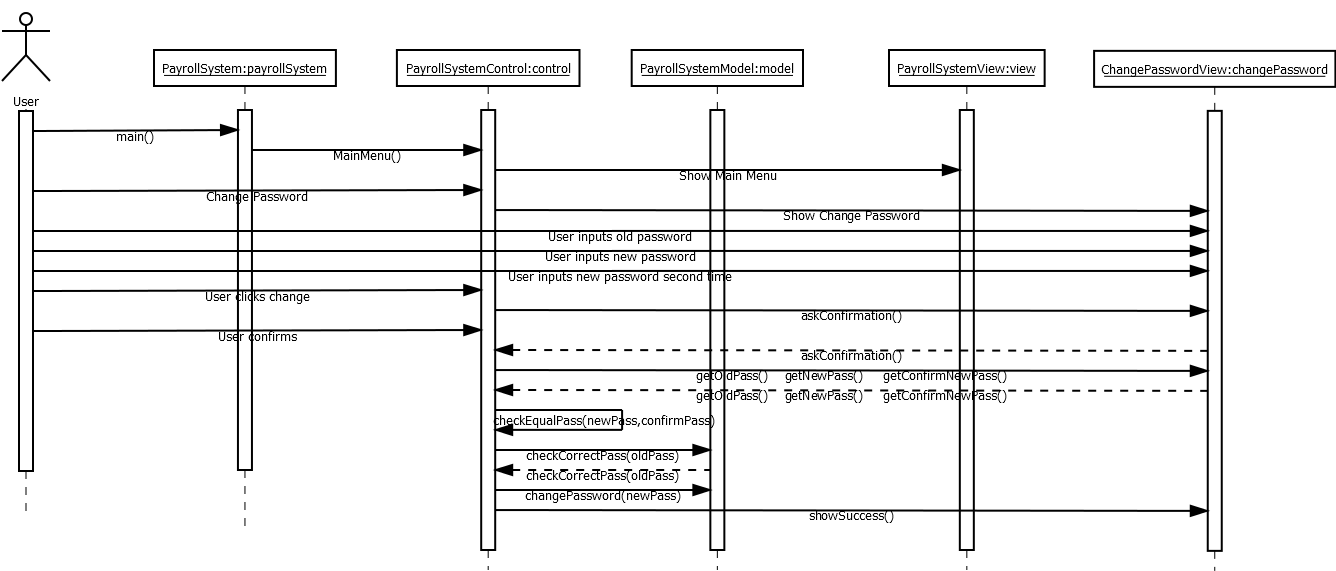 PayrollSystem:payrollSystem
PayrollSystemControl:control
PayrollSystemModel:model
PayrollSystemView:view
ChangePasswordView:changePassword
User
main()
MainMenu()
Show Main Menu
Change Password
Show Change Password
User inputs old password
User inputs new password
User inputs new password second time
User clicks change
askConfirmation()
User confirms
askConfirmation()
getOldPass() getNewPass() getConfirmNewPass()
getOldPass() getNewPass() getConfirmNewPass()
checkEqualPass(newPass,confirmPass)
checkCorrectPass(oldPass)
checkCorrectPass(oldPass)
changePassword(newPass)
showSuccess()